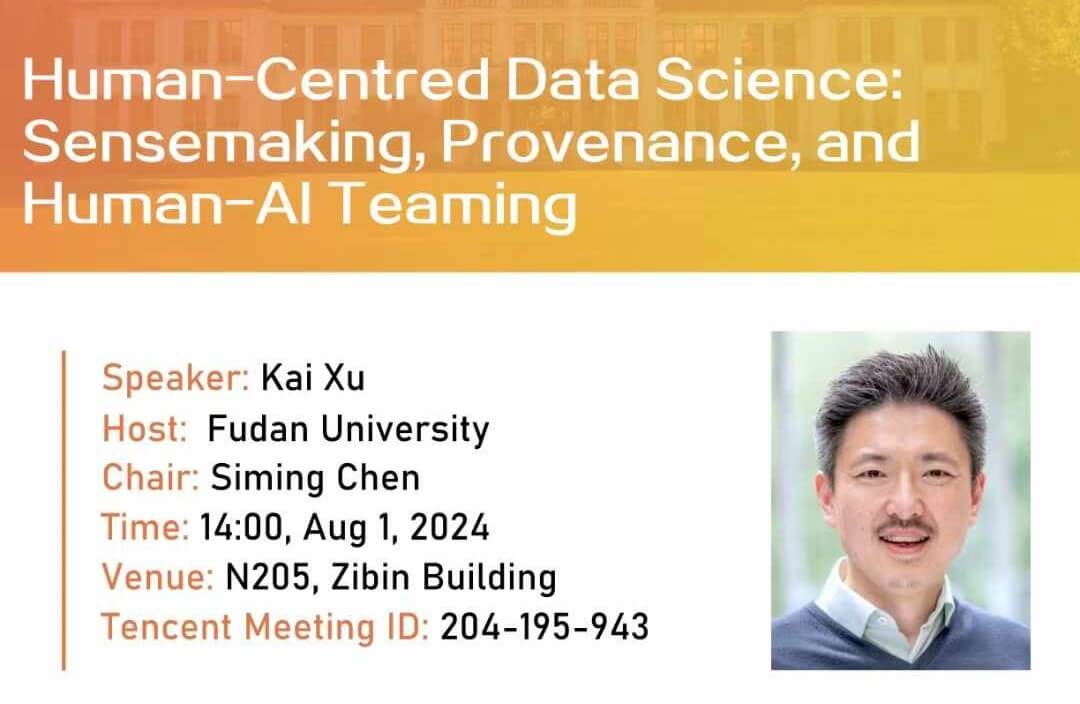 Human-Centred Data Science:
Sensemaking, Provenance, and
Human-AI Teaming
Speaker: Kai Xu
Host: Fudan University
Chair: Siming Chen
Time: 14:00, Aug 1, 2024
Venue: N205, Zibin Building
Tencent Meeting ID: 204-195-943